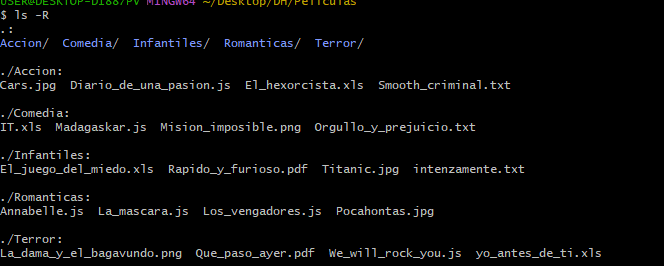 USER@DESKTOP-DI887PV MINGW64 ~/Desktop/DH/Peliculas
$ ls -R
.:
Accion/  Comedia/  Infantiles/  Romanticas/  Terror/

./Accion:
Cars.jpg  Diario_de_una_pasion.js  El_hexorcista.xls  Smooth_criminal.txt

./Comedia:
IT.xls  Madagaskar.js  Mision_imposible.png  Orgullo_y_prejuicio.txt

./Infantiles:
El_juego_del_miedo.xls  Rapido_y_furioso.pdf  Titanic.jpg  intenzamente.txt

./Romanticas:
Annabelle.js  La_mascara.js  Los_vengadores.js  Pocahontas.jpg

./Terror:
La_dama_y_el_bagavundo.png  Que_paso_ayer.pdf  We_will_rock_you.js  yo_antes_de_ti.xls